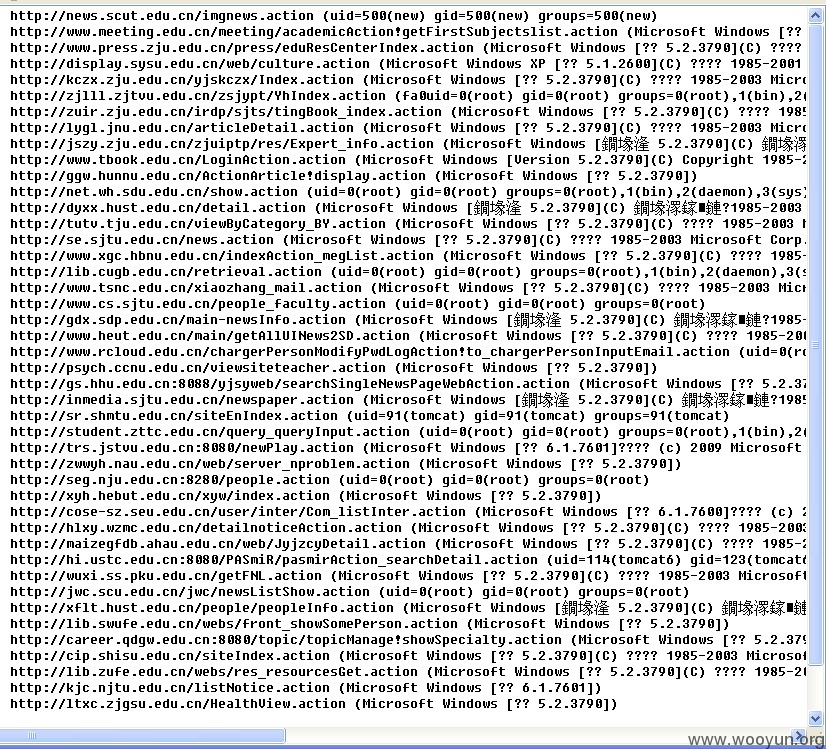 http://news.scut.edu.cn/imgnews.action (uid=500(new) gid=500(new) groups=500(new)
http://www.meeting.edu.cn/meeting/academicAction!getFirstSubjectslist.action (Microsoft Windows [??
http://www.press.zju.edu.cn/press/eduResCenterIndex.action (Microsoft Windows [?? 5.2.3790](C) ????
http://display.sysu.edu.cn/web/culture.action (Microsoft Windows XP [?? 5.1.2600](C) ???? 1985-2001
http://kczx.zju.edu.cn/yjskczx/Index.action (Microsoft Windows [?? 5.2.3790](C) ???? 1985-2003 Micro
http://zjlll.zjtvu.edu.cn/zsjypt/YhIndex.action (fa0uid=0(root) gid=0(root) groups=0(root),1(bin),2(
http://zuir.zju.edu.cn/irdp/sjts/tingBook_index.action (Microsoft Windows [?? 5.2.3790](C) ???? 1985
http://lygl.jnu.edu.cn/articleDetail.action (Microsoft Windows [?? 5.2.3790](C) ???? 1985-2003 Micro
http://jszy.zju.edu.cn/zjuiptp/res/Expert_info.action (Microsoft Windows [鐗堟湰 5.2.3790](C) 鐗堟湰
http://www.tbook.edu.cn/LoginAction.action (Microsoft Windows [Version 5.2.3790](C) Copyright 1985-2
http://ggw.hunnu.edu.cn/ActionArticle!display.action (Microsoft Windows [?? 5.2.3790])
http://net.wh.sdu.edu.cn/show.action (uid=0(root) gid=0(root) groups=0(root),1(bin),2(daemon),3(sys)
http://dyxx.hust.edu.cn/detail.action (Microsoft Windows [鐗堟湰 5.2.3790](C) 鐗堟潈鎵■鏈?1985-2003
http://tutv.tju.edu.cn/viewByCategory_BY.action (Microsoft Windows [?? 5.2.3790](C) ???? 1985-2003 M
http://se.sjtu.edu.cn/news.action (Microsoft Windows [?? 5.2.3790](C) ???? 1985-2003 Microsoft Corp.
http://www.xgc.hbnu.edu.cn/indexAction_megList.action (Microsoft Windows [?? 5.2.3790](C) ???? 1985-
http://lib.cugb.edu.cn/retrieval.action (uid=0(root) gid=0(root) groups=0(root),1(bin),2(daemon),3(s
http://www.tsnc.edu.cn/xiaozhang_mail.action (Microsoft Windows [?? 5.2.3790](C) ???? 1985-2003 Micr
http://www.cs.sjtu.edu.cn/people_faculty.action (uid=0(root) gid=0(root) groups=0(root)
http://gdx.sdp.edu.cn/main-newsInfo.action (Microsoft Windows [鐗堟湰 5.2.3790](C) 鐗堟潈鎵■鏈?1985-
http://www.heut.edu.cn/main/getAllUINews2SD.action (Microsoft Windows [?? 5.2.3790](C) ???? 1985-200
http://www.rcloud.edu.cn/chargerPersonModifyPwdLogAction!to_chargerPersonInputEmail.action (uid=0(ro
http://psych.ccnu.edu.cn/viewsiteteacher.action (Microsoft Windows [?? 5.2.3790])
http://gs.hhu.edu.cn:8088/yjsyweb/searchSingleNewsPageWebAction.action (Microsoft Windows [?? 5.2.37
http://inmedia.sjtu.edu.cn/newspaper.action (Microsoft Windows [鐗堟湰 5.2.3790](C) 鐗堟潈鎵■鏈?1985
http://sr.shmtu.edu.cn/siteEnIndex.action (uid=91(tomcat) gid=91(tomcat) groups=91(tomcat)
http://student.zttc.edu.cn/query_queryInput.action (uid=0(root) gid=0(root) groups=0(root),1(bin),2(
http://trs.jstvu.edu.cn:8080/newPlay.action (Microsoft Windows [?? 6.1.7601]???? (c) 2009 Microsoft
http://zwwyh.nau.edu.cn/web/server_nproblem.action (Microsoft Windows [?? 5.2.3790])
http://seg.nju.edu.cn:8280/people.action (uid=0(root) gid=0(root) groups=0(root)
http://xyh.hebut.edu.cn/xyw/index.action (Microsoft Windows [?? 5.2.3790])
http://cose-sz.seu.edu.cn/user/inter/Com_listInter.action (Microsoft Windows [?? 6.1.7600]???? (c) 2
http://hlxy.wzmc.edu.cn/detailnoticeAction.action (Microsoft Windows [?? 5.2.3790](C) ???? 1985-2003
http://maizegfdb.ahau.edu.cn/web/JyjzcyDetail.action (Microsoft Windows [?? 5.2.3790](C) ???? 1985-2
http://hi.ustc.edu.cn:8080/PASmiR/pasmirAction_searchDetail.action (uid=114(tomcat6) gid=123(tomcat6
http://wuxi.ss.pku.edu.cn/getFNL.action (Microsoft Windows [?? 5.2.3790](C) ???? 1985-2003 Microsoft
http://jwc.scu.edu.cn/jwc/newsListShow.action (uid=0(root) gid=0(root) groups=0(root)
http://xflt.hust.edu.cn/people/peopleInfo.action (Microsoft Windows [鐗堟湰 5.2.3790](C) 鐗堟潈鎵■鏈
http://lib.swufe.edu.cn/webs/front_showSomePerson.action (Microsoft Windows [?? 5.2.3790])
http://career.qdgw.edu.cn:8080/topic/topicManage!showSpecialty.action (Microsoft Windows [?? 5.2.379
http://cip.shisu.edu.cn/siteIndex.action (Microsoft Windows [?? 5.2.3790](C) ???? 1985-2003 Microsof
http://lib.zufe.edu.cn/webs/res_resourcesGet.action (Microsoft Windows [?? 5.2.3790](C) ???? 1985-20
http://kjc.njtu.edu.cn/listNotice.action (Microsoft Windows [?? 6.1.7601])
http://ltxc.zjgsu.edu.cn/HealthView.action (Microsoft Windows [?? 5.2.3790])
www.wooyun.org